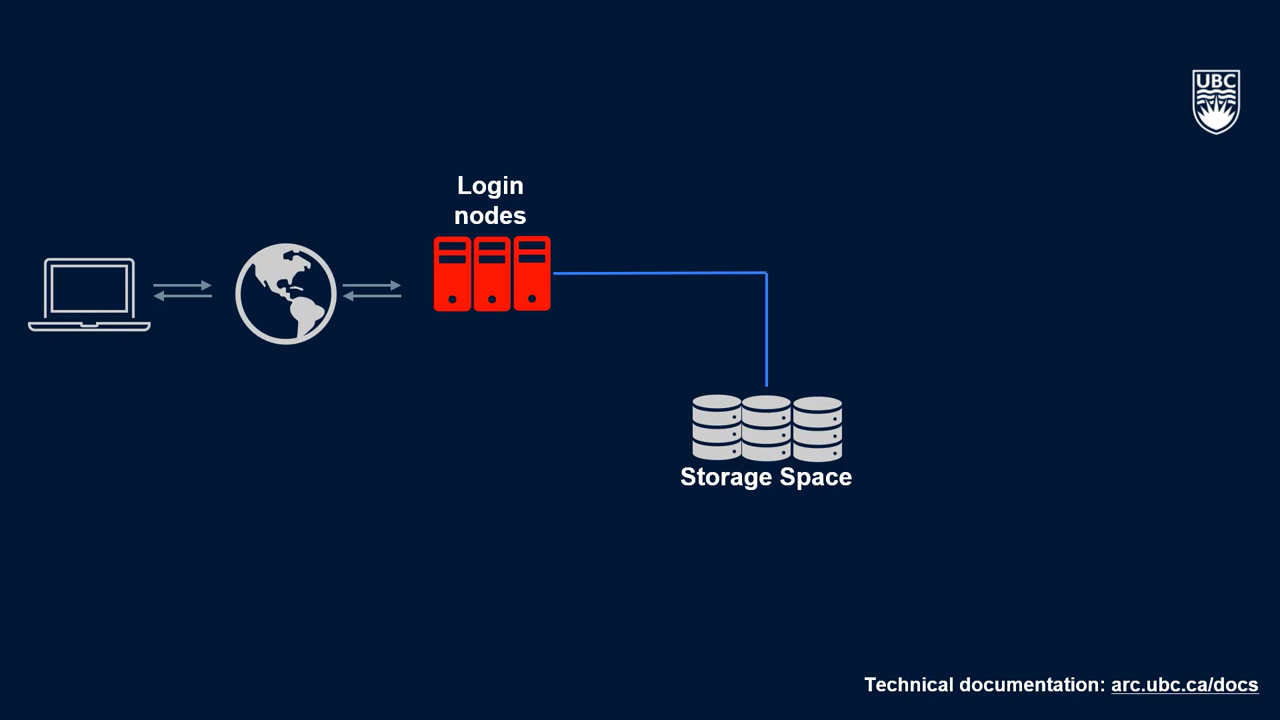 UBC
Login
nodes
Storage Space
Technical documentation: arc.ubc.ca/docs